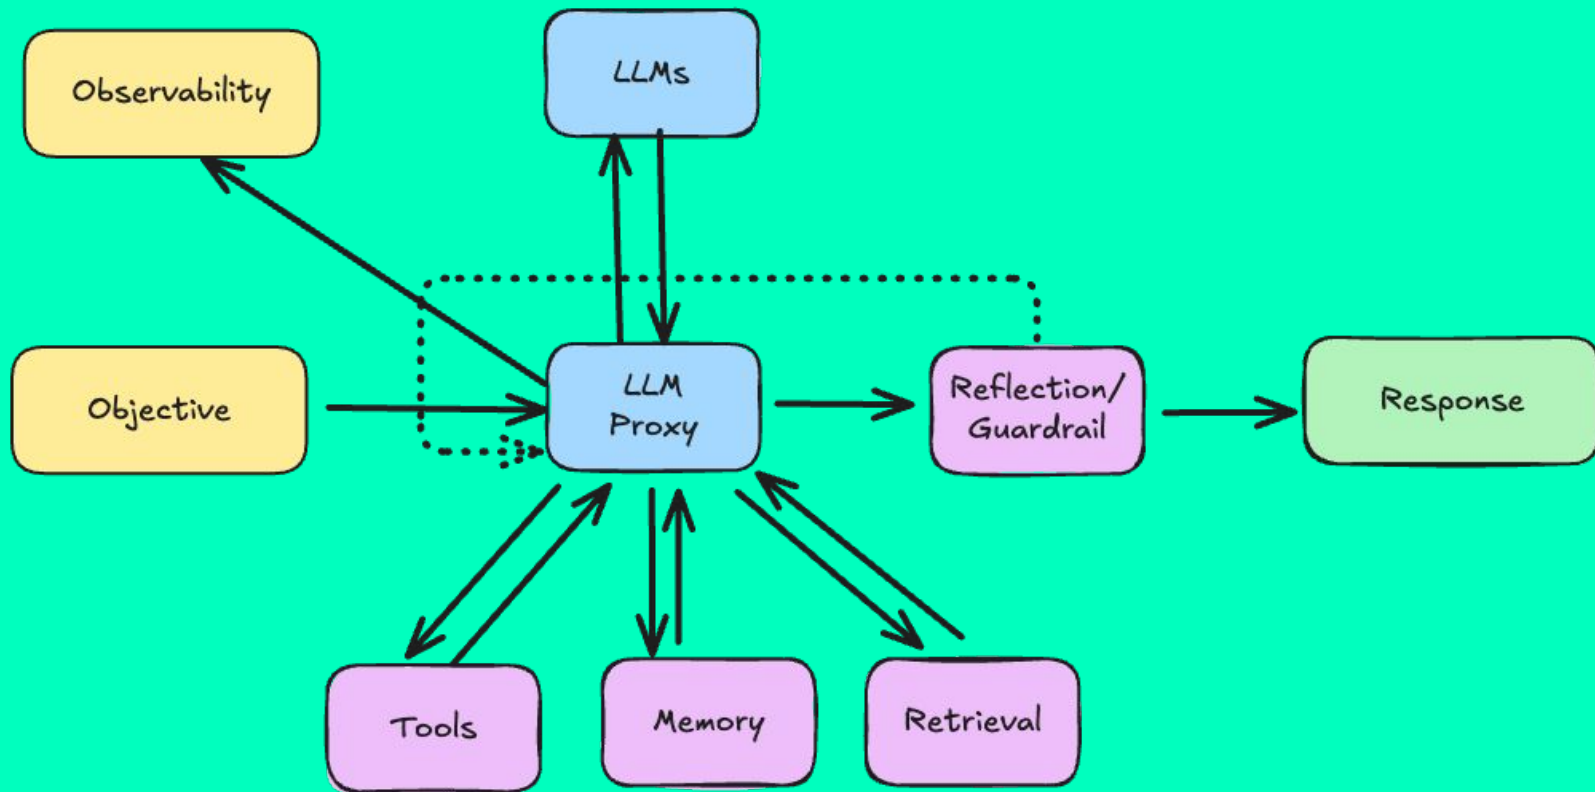 Observability
LLMs
Objective
LLM
Proxy
Reflection/
Guardrail
Response
Tools
Memory
Retrieval